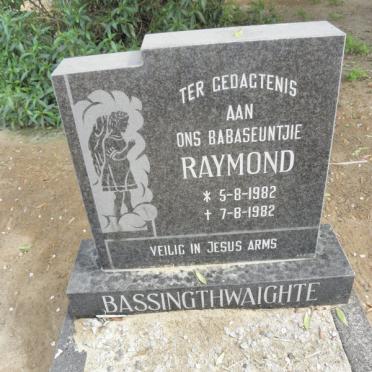 TER GEDAGTENIS
AAN
ONS BABASEUNTJIE
RAYMOND
* 5-8-1982
† 7-8-1982
VEILIG IN JESUS ARMS
BASSINGTHWAIGHTE